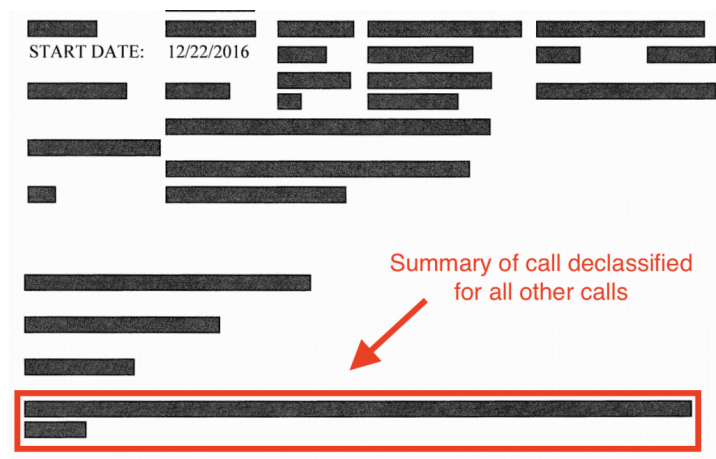 START DATE: 12/22/2016
Summary of call declassified
for all other calls